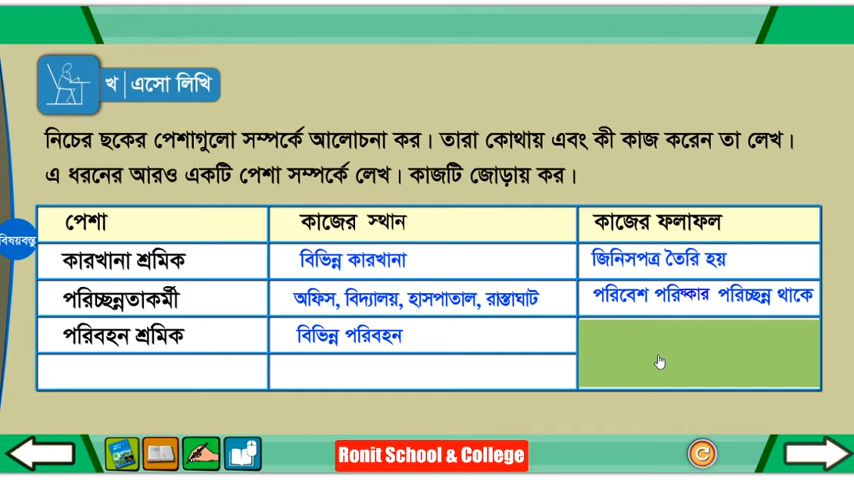 খ | এসো লিখি
নিচের ছকের পেশাগুলো সম্পর্কে আলোচনা কর। তারা কোথায় এবং কী কাজ করেন তা লেখ।
এ ধরনের আরও একটি পেশা সম্পর্কে লেখ। কাজটি জোড়ায় কর।
বিষয়বস্তু
পেশা কাজের স্থান কাজের ফলাফল
কারখানা শ্রমিক বিভিন্ন কারখানা জিনিসপত্র তৈরি হয়
পরিচ্ছন্নতাকর্মী অফিস, বিদ্যালয়, হাসপাতাল, রাস্তাঘাট পরিবেশ পরিষ্কার পরিচ্ছন্ন থাকে
পরিবহন শ্রমিক বিভিন্ন পরিবহন
Ronit School & College